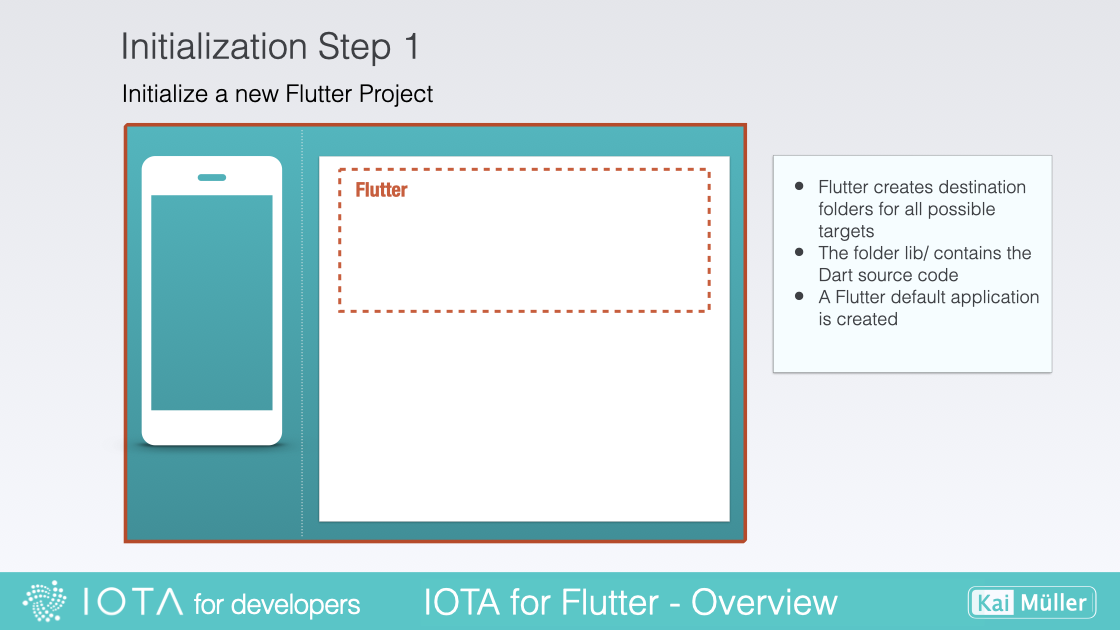 Initialization Step 1
Initialize a new Flutter Project
Flutter
● Flutter creates destination
folders for all possible
targets
● The folder lib/ contains the
Dart source code
● A Flutter default application
is created
IOTA for developers
IOTA for Flutter - Overview
Kai Müller